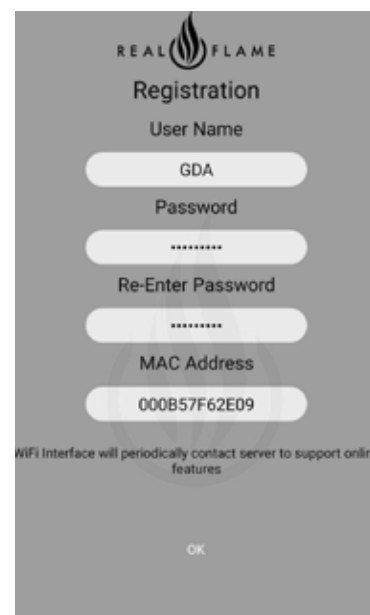 REAL FLAME
Registration
User Name
GDA
Password
•••••••••
Re-Enter Password
•••••••••
MAC Address
000B57F62E09
WiFi Interface will periodically contact server to support
features
OK